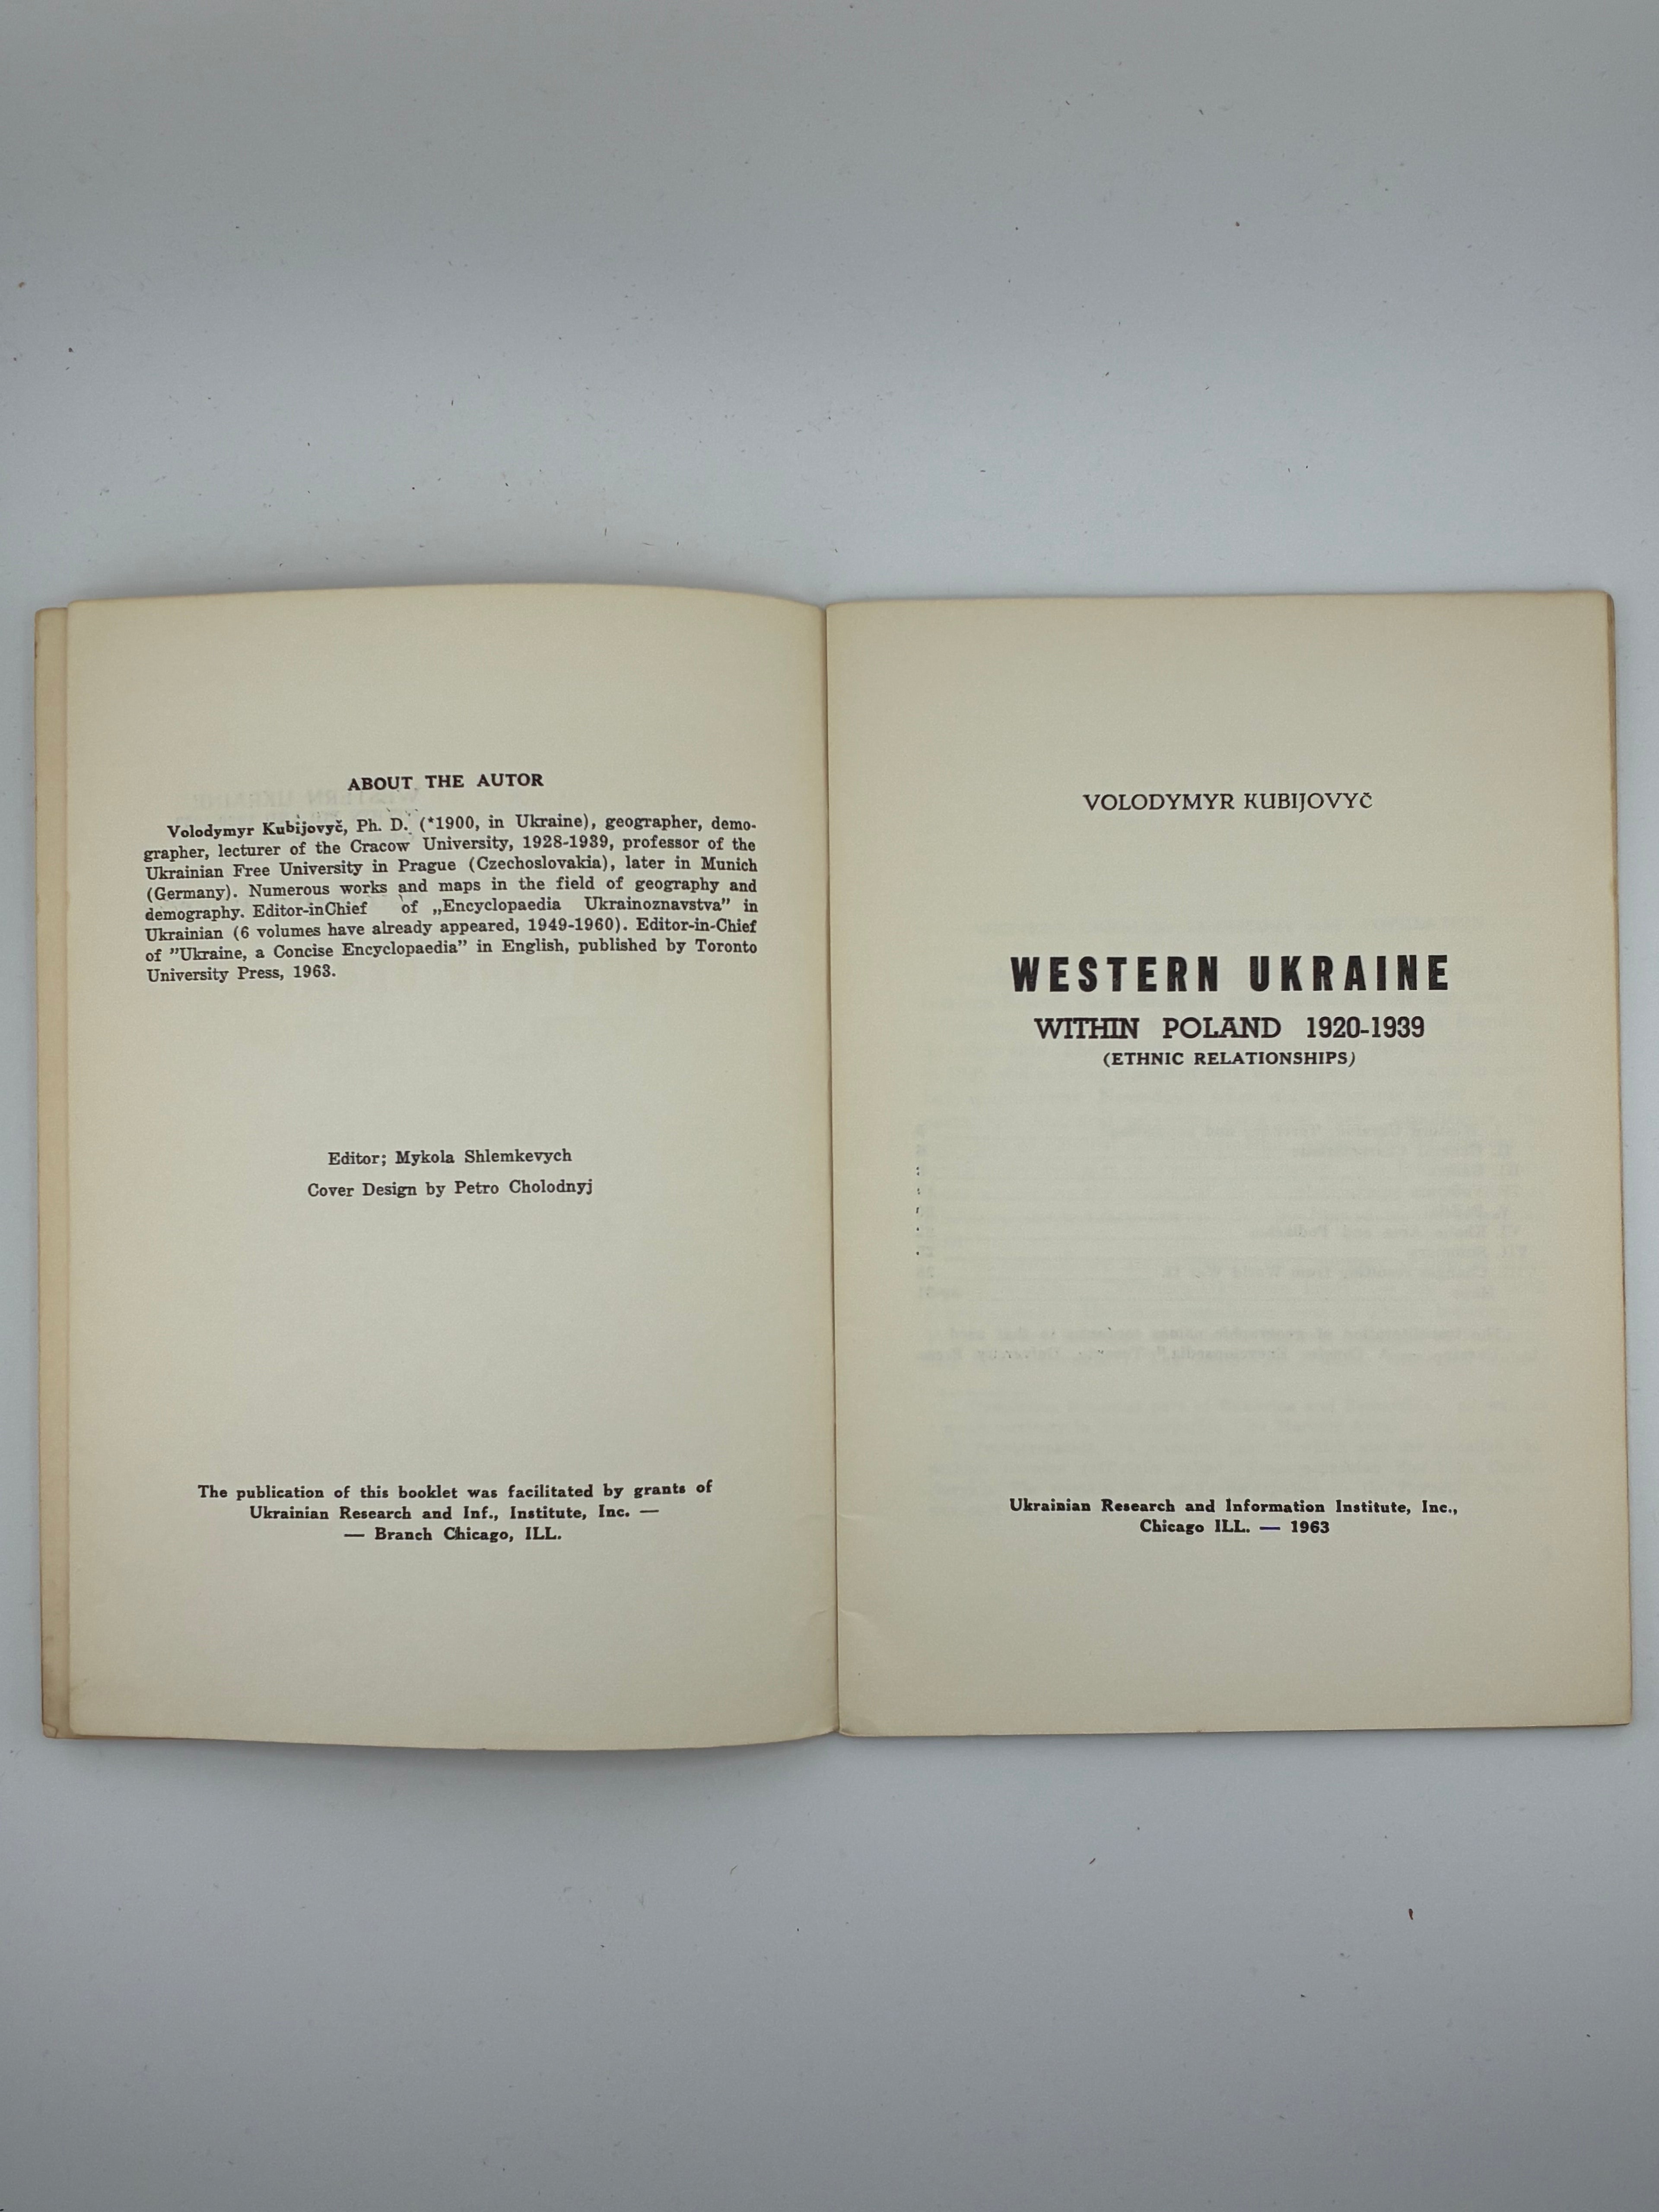 ABOUT THE AUTOR
Volodymyr Kubijovyč, Ph. D. (*1900, in Ukraine), geographer, demo-
grapher, lecturer of the Cracow University, 1928-1939, professor of the
Ukrainian Free University in Prague (Czechoslovakia), later in Munich
(Germany). Numerous works and maps in the field of geography and
demography. Editor-inChief of „Encyclopaedia Ukrainoznavstva” in
Ukrainian (6 volumes have already appeared, 1949-1960). Editor-in-Chief
of ”Ukraine, a Concise Encyclopaedia” in English, published by Toronto
University Press, 1963.
Editor; Mykola Shlemkevych
Cover Design by Petro Cholodnyj
The publication of this booklet was facilitated by grants of
Ukrainian Research and Inf., Institute, Inc. —
— Branch Chicago, ILL.
VOLODYMYR KUBIJOVYČ
WESTERN UKRAINE
WITHIN POLAND 1920-1939
(ETHNIC RELATIONSHIPS)
Ukrainian Research and Information Institute, Inc.,
Chicago ILL. — 1963